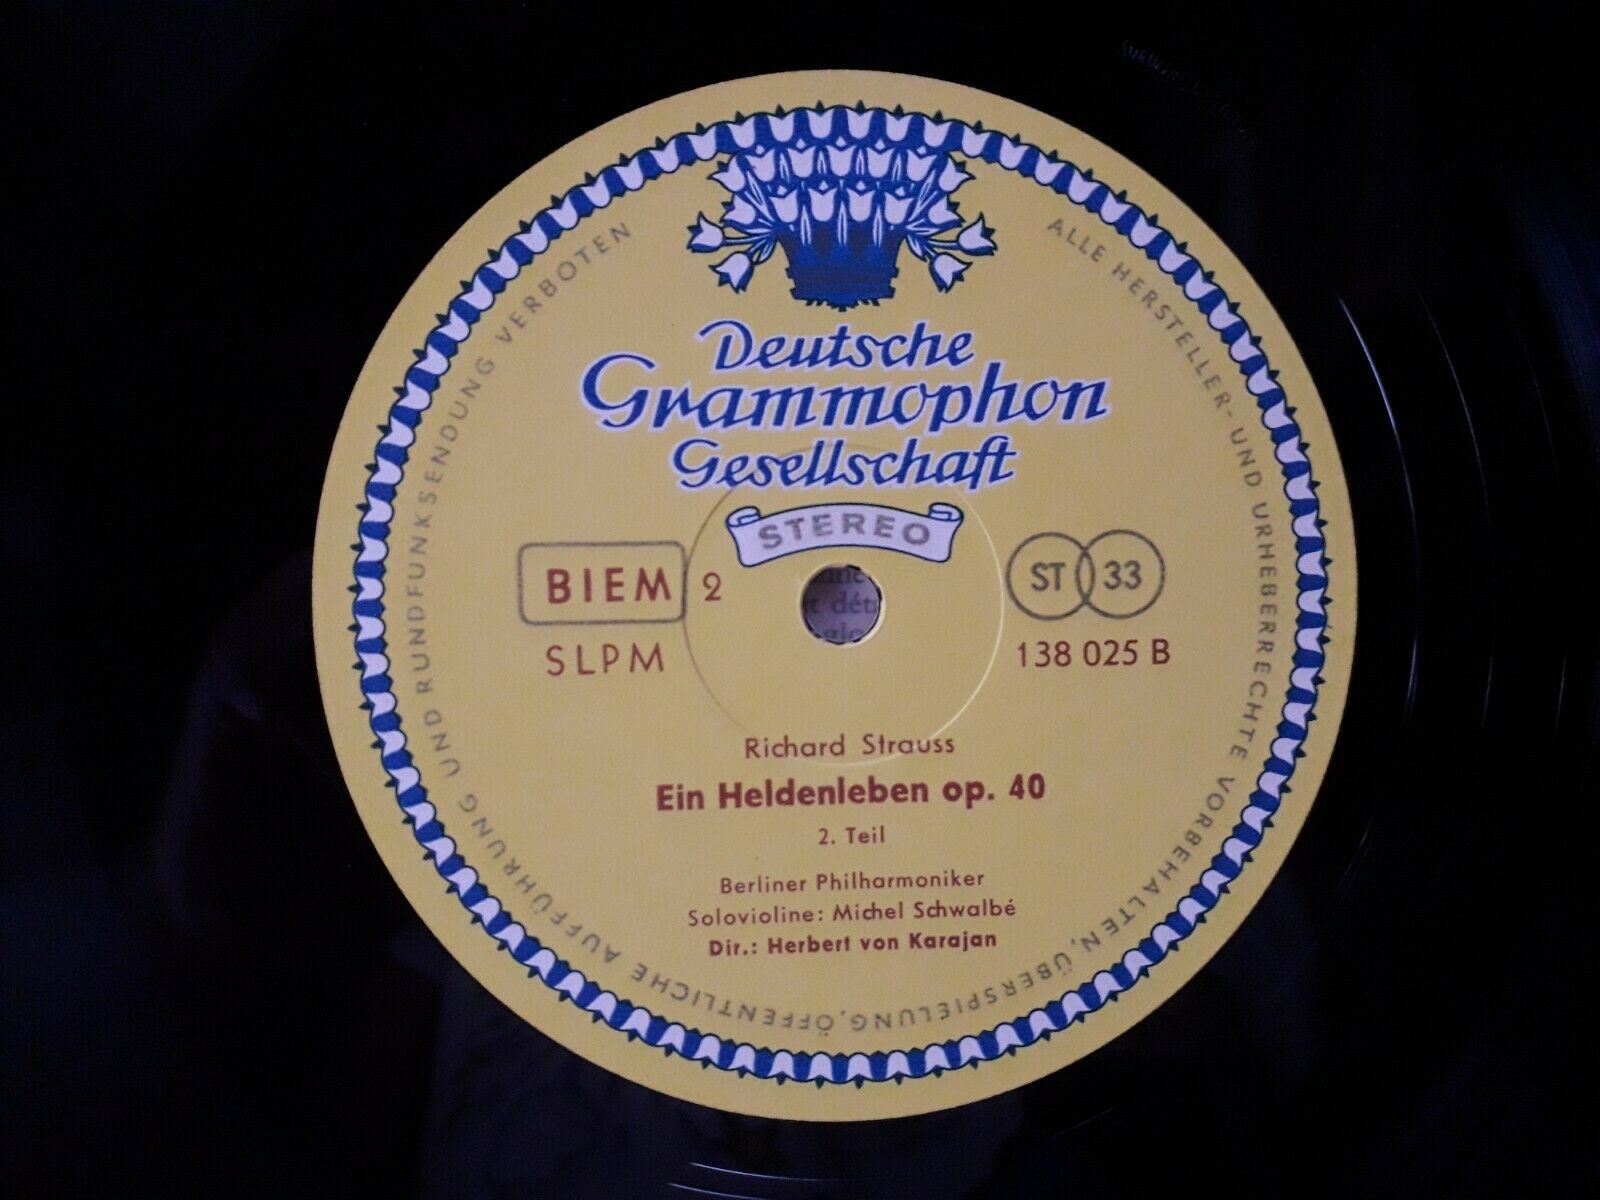 Deutsche
Grammophon
Gesellschaft
STEREO
BIEM 2
ST 33
SLPM
138 025 B
Richard Strauss
Ein Heldenleben op. 40
2. Teil
Berliner Philharmoniker
Solovioline: Michel Schwalbé
Dir.: Herbert von Karajan
ALLE HERSTELLER- UND URHEBERRECHTE VORBEHALTEN, ÜBERSPIELUNG, ÖFFENTLICHE AUFFÜHRUNG UND RUNDFUNKSENDUNG VERBOTEN